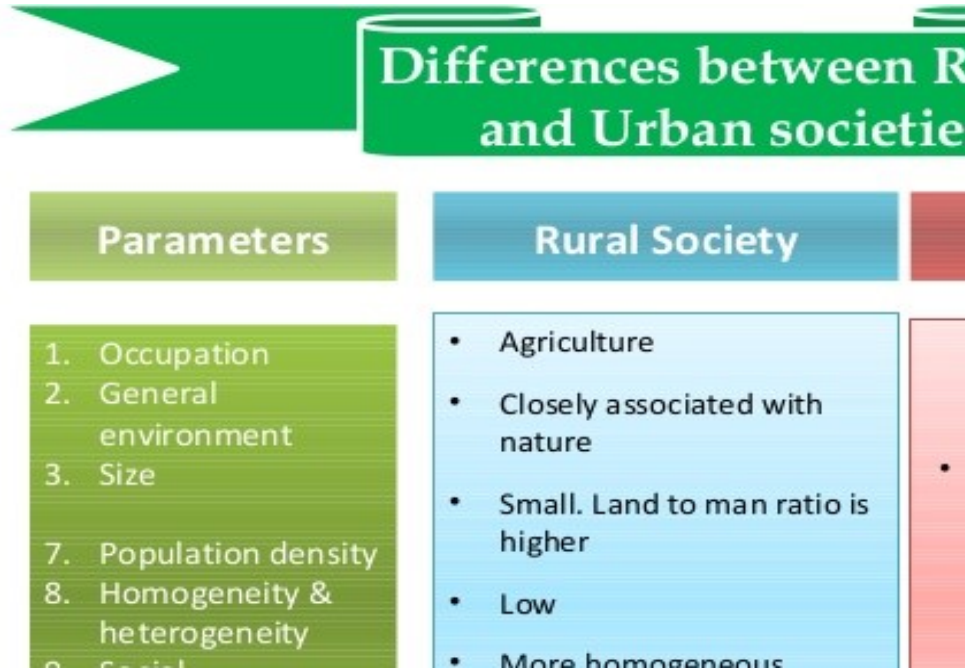 Differences between R
and Urban societie
Parameters
Rural Society
1. Occupation
2. General
environment
3. Size
7. Population density
8. Homogeneity &
heterogeneity
• Agriculture
• Closely associated with
nature
• Small. Land to man ratio is
higher
• Low
• More homogeneous
•